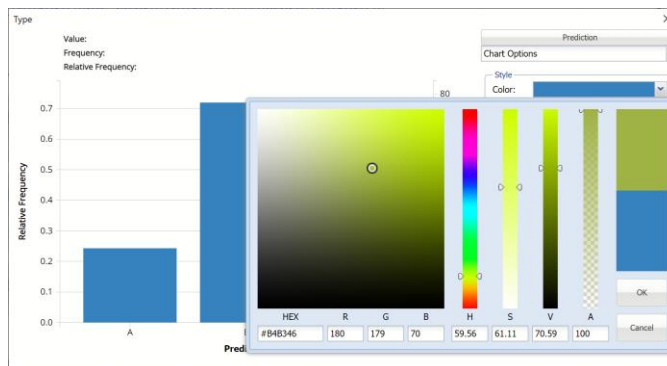 Type X
Value:
Frequency:
Relative Frequency:
Prediction
Chart Options
Style
Color:
80
0.7
0.6
0.5
0.4
0.3
0.2
0.1
0.0
Relative Frequency
A
HEX R G B H S V A
#B4B346 180 179 70 59.56 61.11 70.59 100
OK
Cancel